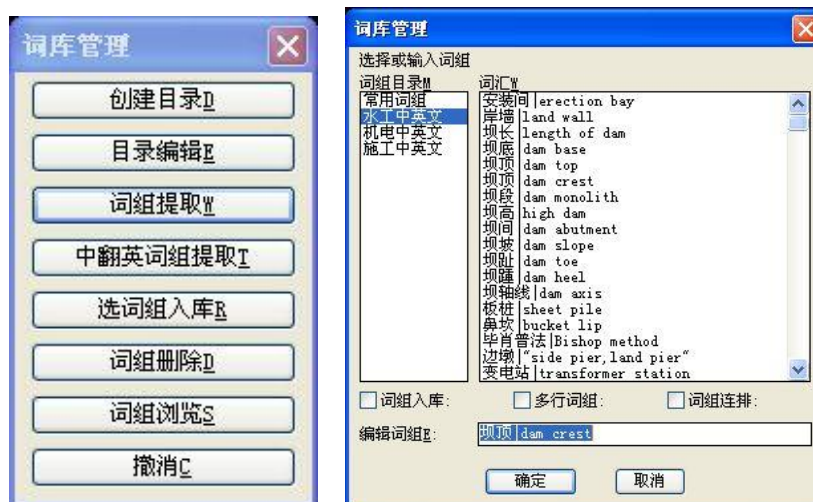 词库管理
创建目录D
目录编辑E
词组提取W
中翻英词组提取T
选词组入库R
词组删除D
词组浏览S
撤消C
词库管理
选择或输入词组
词组目录M
常用词组
水工中英文
机电中英文
施工中英文
词汇W
安装间|erection bay
岸墙|land wall
坝长|length of dam
坝底|dam base
坝顶|dam top
坝顶|dam crest
坝段|dam monolith
坝高|high dam
坝间|dam abutment
坝坡|dam slope
坝趾|dam toe
坝踵|dam heel
坝轴线|dam axis
板桩|sheet pile
鼻坎|bucket lip
毕肖普法|Bishop method
边墩|"side pier,land pier"
变电站|transformer station
词组入库:
多行词组:
词组连排:
编辑词组E:
坝顶|dam crest
确定
取消